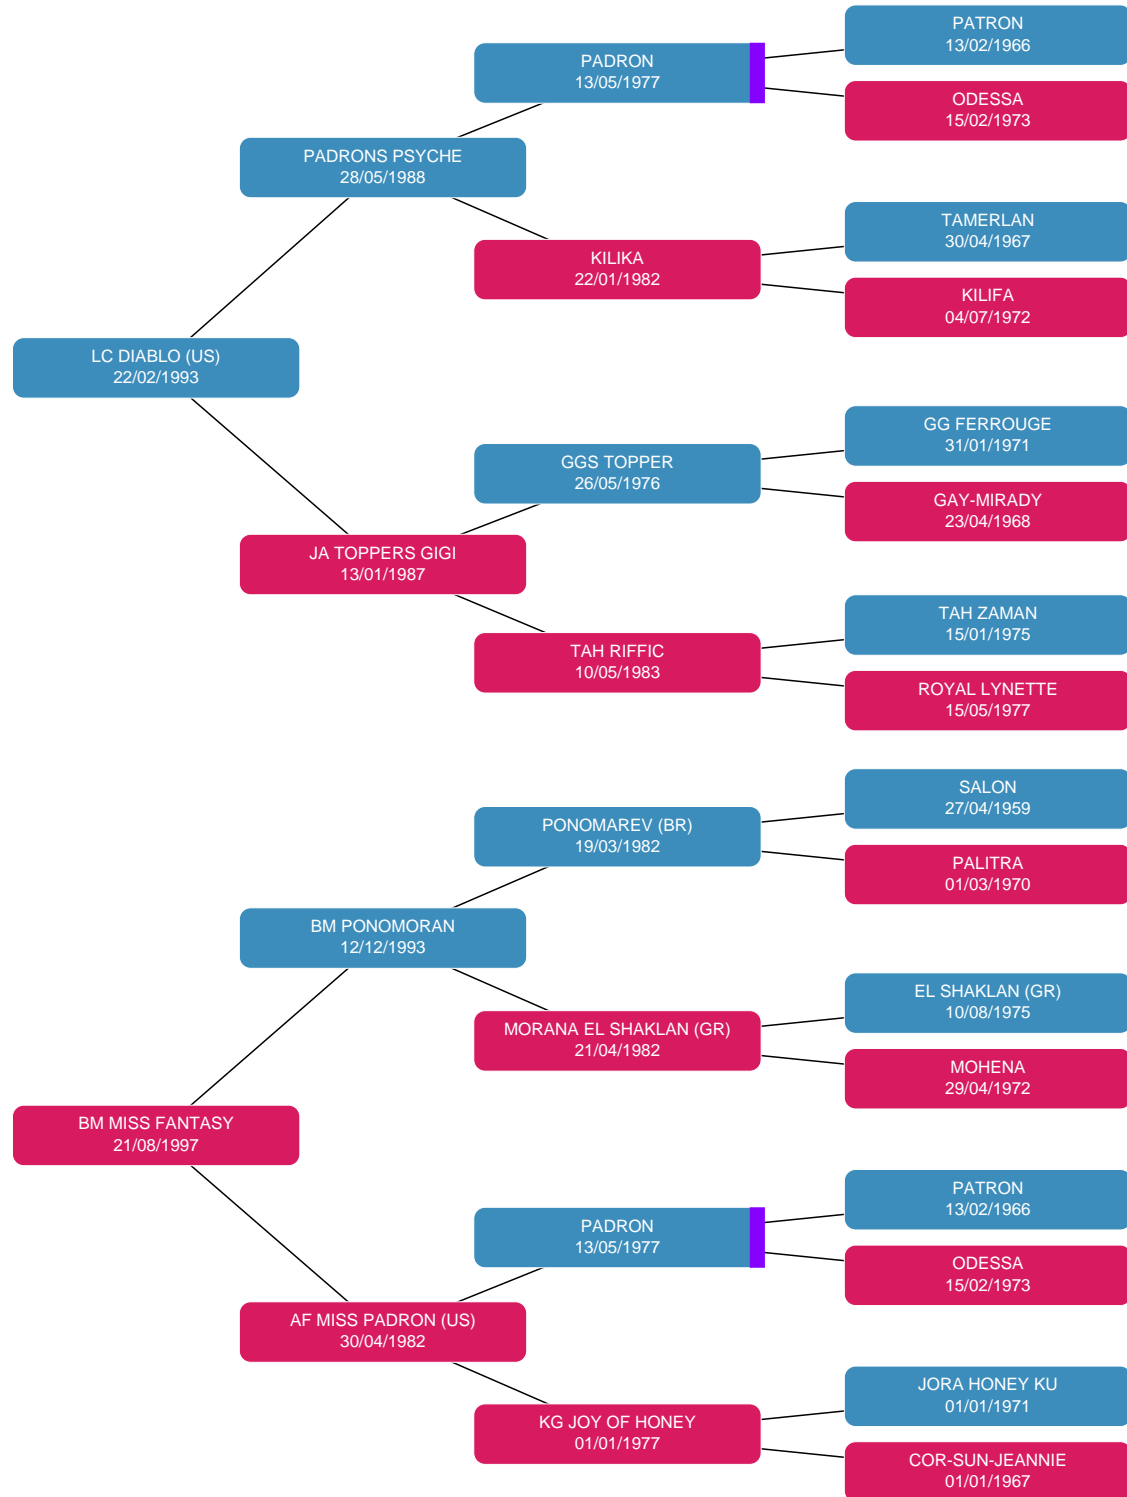 PATRON
13/02/1966
PADRON
13/05/1977
ODESSA
15/02/1973
PADRONS PSYCHE
28/05/1988
TAMERLAN
30/04/1967
KILIKA
22/01/1982
KILIFA
04/07/1972
LC DIABLO (US)
22/02/1993
GG FERROUGE
31/01/1971
GGS TOPPER
26/05/1976
GAY-MIRADY
23/04/1968
JA TOPPERS GIGI
13/01/1987
TAH ZAMAN
15/01/1975
TAH RIFFIC
10/05/1983
ROYAL LYNETTE
15/05/1977
SALON
27/04/1959
PONOMAREV (BR)
19/03/1982
PALITRA
01/03/1970
BM PONOMORAN
12/12/1993
EL SHAKLAN (GR)
10/08/1975
MORANA EL SHAKLAN (GR)
21/04/1982
MOHENA
29/04/1972
BM MISS FANTASY
21/08/1997
PATRON
13/02/1966
PADRON
13/05/1977
ODESSA
15/02/1973
AF MISS PADRON (US)
30/04/1982
JORA HONEY KU
01/01/1971
KG JOY OF HONEY
01/01/1977
COR-SUN-JEANNIE
01/01/1967